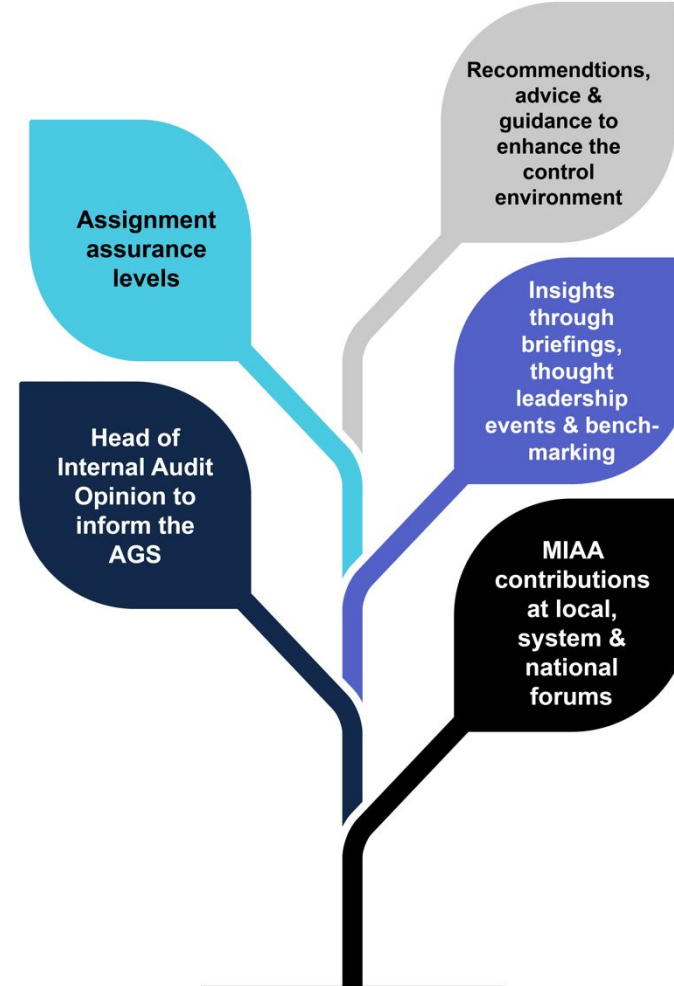 Recommendtions,
advice &
guidance to
enhance the
control
environment
Assignment
assurance
levels
Insights
through
briefings,
thought
leadership
events & bench-
marking
Head of
Internal Audit
Opinion to
inform the
AGS
MIAA
contributions
at local,
system &
national
forums